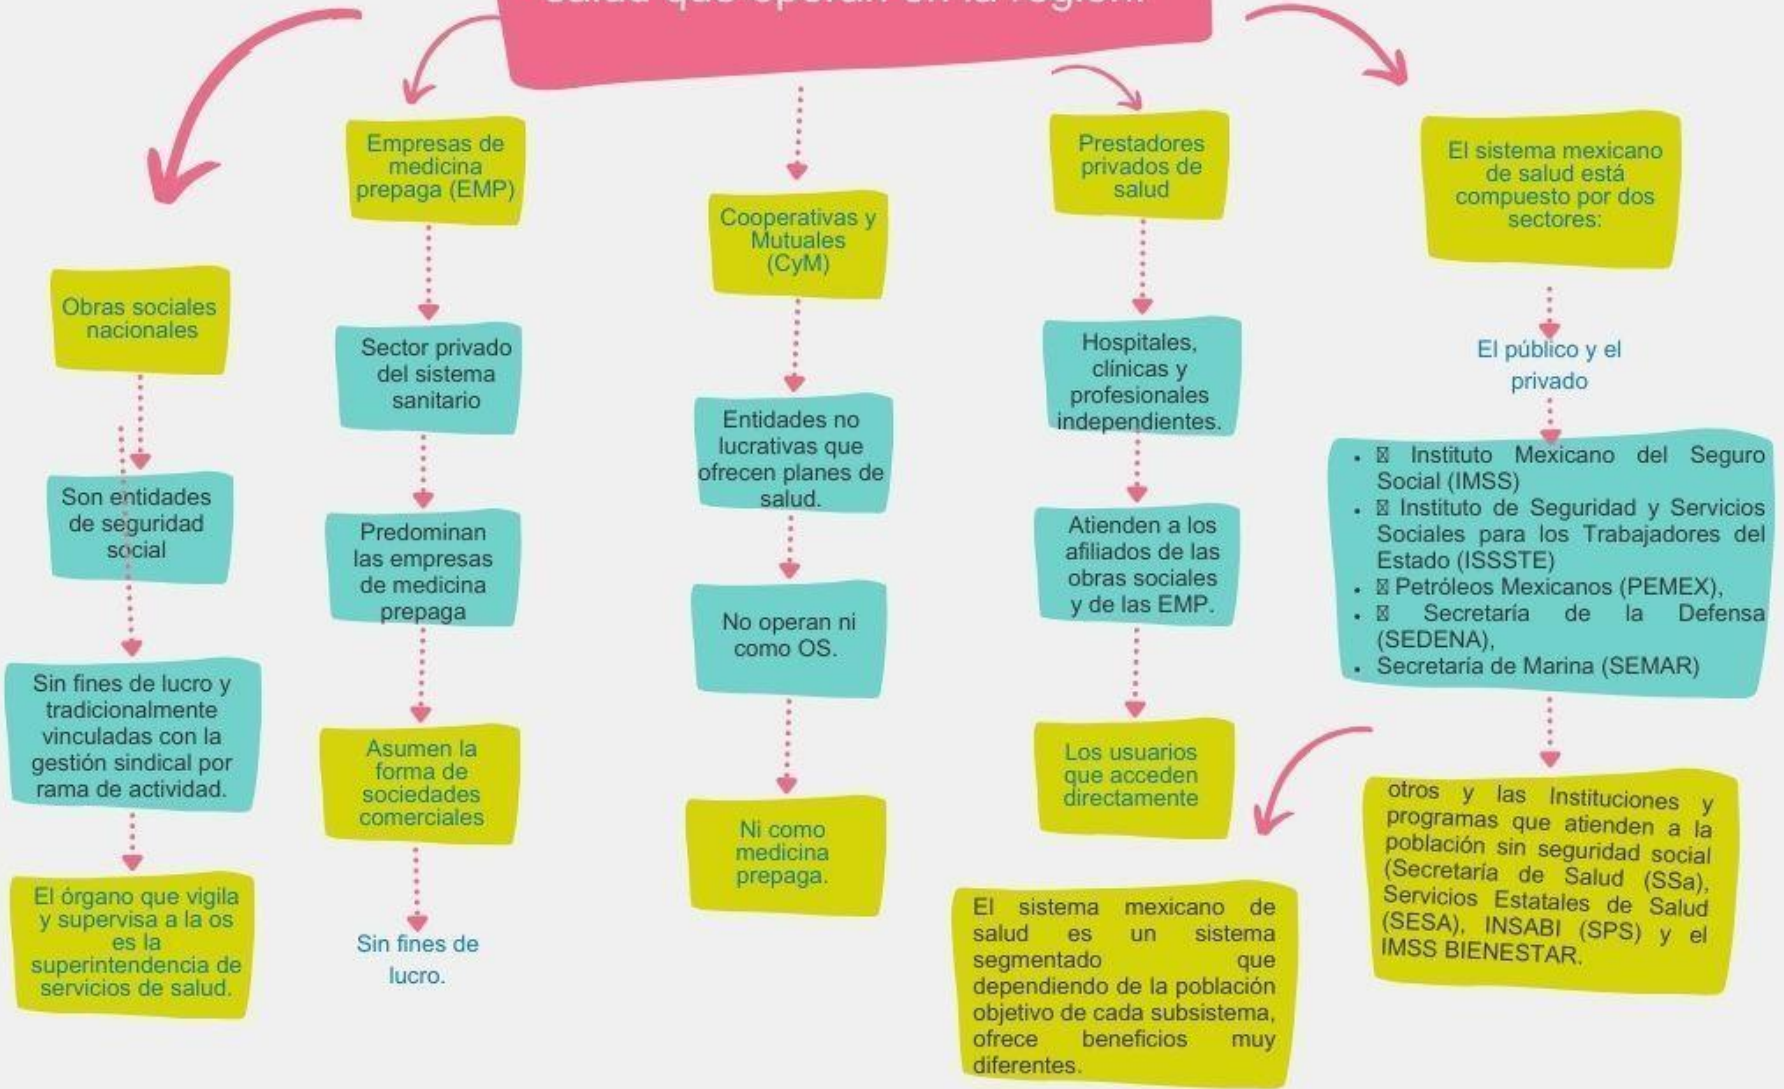 salud que operan en la región.
Empresas de
medicina
prepaga (EMP)
Prestadores
privados de
salud
El sistema mexicano
de salud está
compuesto por dos
sectores:
Cooperativas y
Mutuales
(CyM)
Obras sociales
nacionales
Sector privado
del sistema
sanitario
Hospitales,
clínicas y
profesionales
independientes.
El público y el
privado
Entidades no
lucrativas que
ofrecen planes de
salud.
• Instituto Mexicano del Seguro
Social (IMSS)
• Instituto de Seguridad y Servicios
Sociales para los Trabajadores del
Estado (ISSSTE)
• Petróleos Mexicanos (PEMEX),
• Secretaría de la Defensa
(SEDENA),
• Secretaría de Marina (SEMAR)
Son entidades
de seguridad
social
Predominan
las empresas
de medicina
prepaga
Atienden a los
afiliados de las
obras sociales
y de las EMP.
No operan ni
como OS.
Sin fines de lucro y
tradicionalmente
vinculadas con la
gestión sindical por
rama de actividad.
Asumen la
forma de
sociedades
comerciales
Los usuarios
que acceden
directamente
Ni como
medicina
prepaga.
otros y las Instituciones y
programas que atienden a la
población sin seguridad social
(Secretaría de Salud (SSa),
Servicios Estatales de Salud
(SESA), INSABI (SPS) y el
IMSS BIENESTAR.
El órgano que vigila
y supervisa a la os
es la
superintendencia de
servicios de salud.
Sin fines de
lucro.
El sistema mexicano de
salud es un sistema
segmentado que
dependiendo de la población
objetivo de cada subsistema,
ofrece beneficios muy
diferentes.